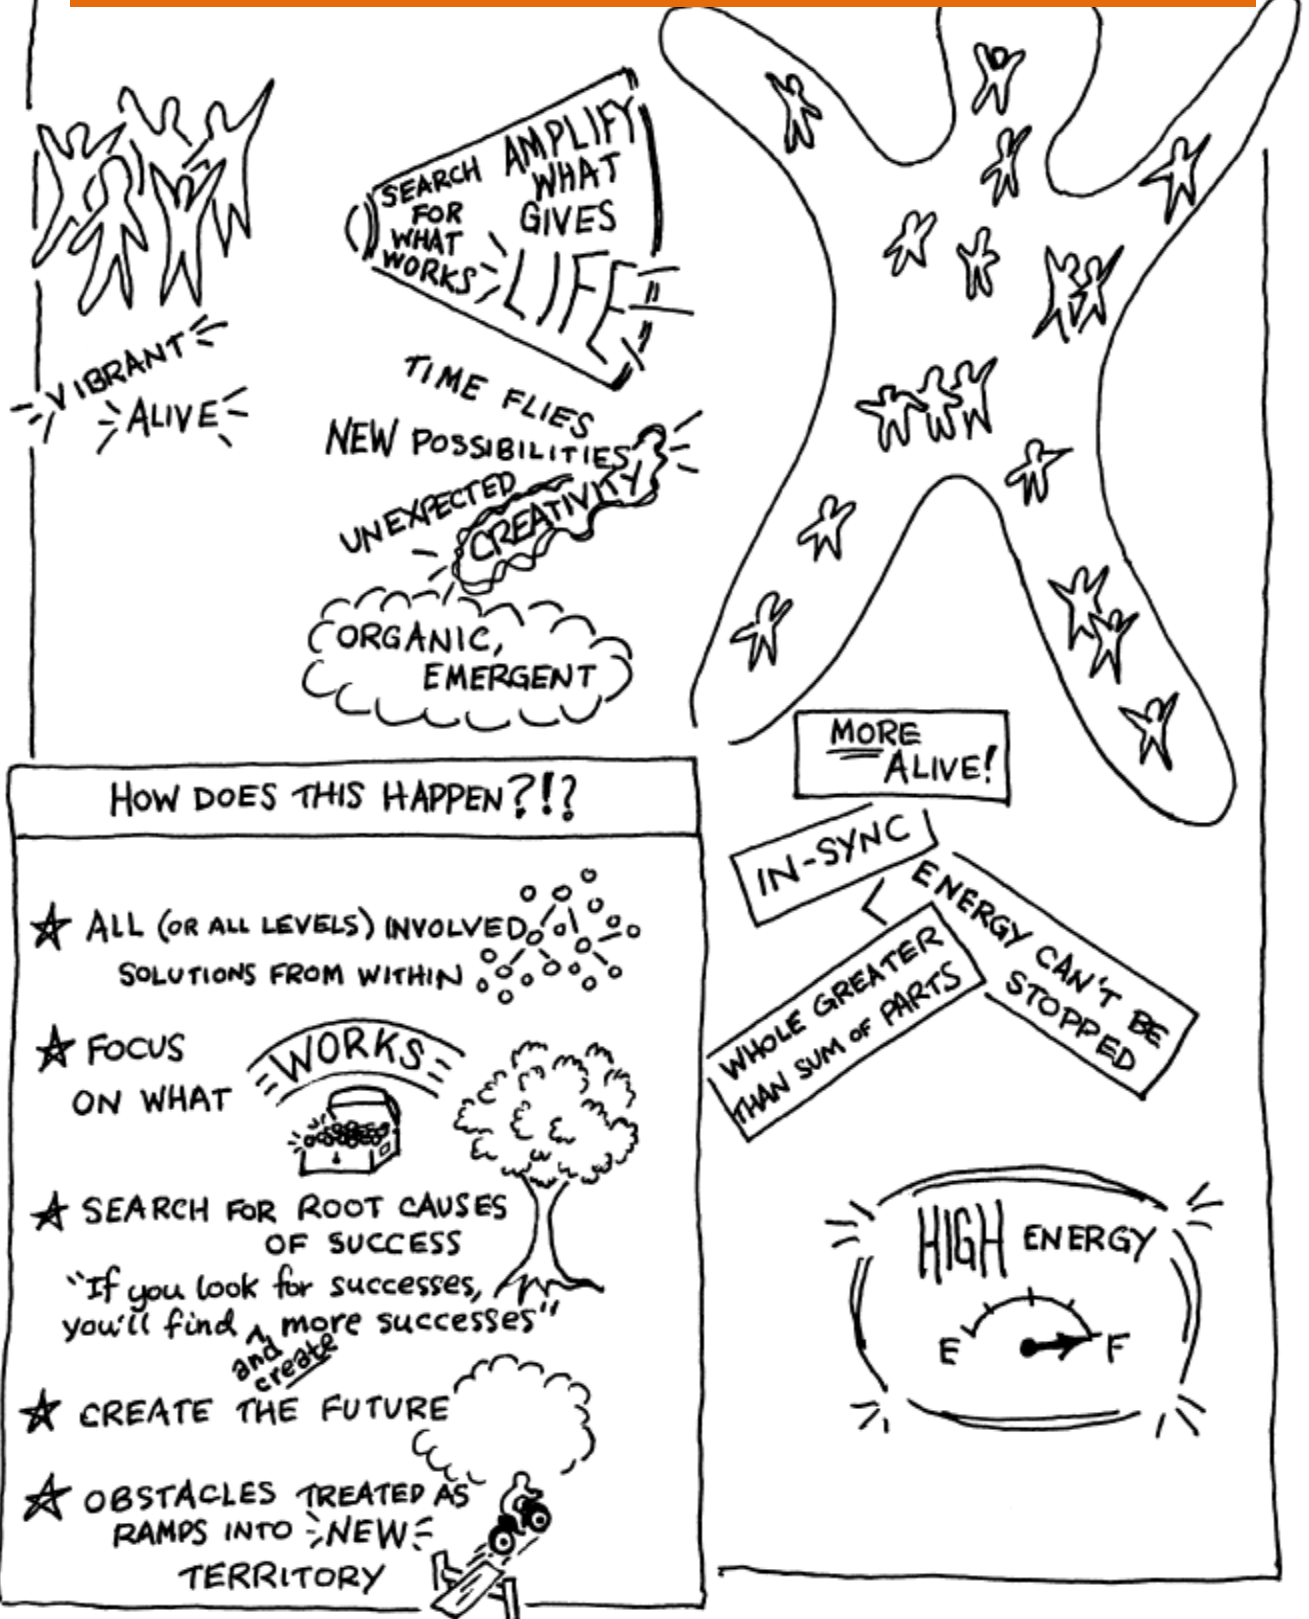 VIBRANT
ALIVE
SEARCH
FOR
WHAT
WORKS
AMPLIFY
WHAT
GIVES
LIFE
TIME FLIES
NEW POSSIBILITIES
UNEXPECTED
CREATIVITY
ORGANIC,
EMERGENT
HOW DOES THIS HAPPEN?!?
ALL (OR ALL LEVELS) INVOLVED
SOLUTIONS FROM WITHIN
FOCUS
ON WHAT
WORKS
SEARCH FOR ROOT CAUSES
OF SUCCESS
"If you look for successes,
you'll find ^ more successes"
and
create
CREATE THE FUTURE
OBSTACLES TREATED AS
RAMPS INTO NEW
TERRITORY
MORE
ALIVE!
IN-SYNC
ENERGY CAN'T BE
STOPPED
WHOLE GREATER
THAN SUM OF PARTS
HIGH ENERGY
E F